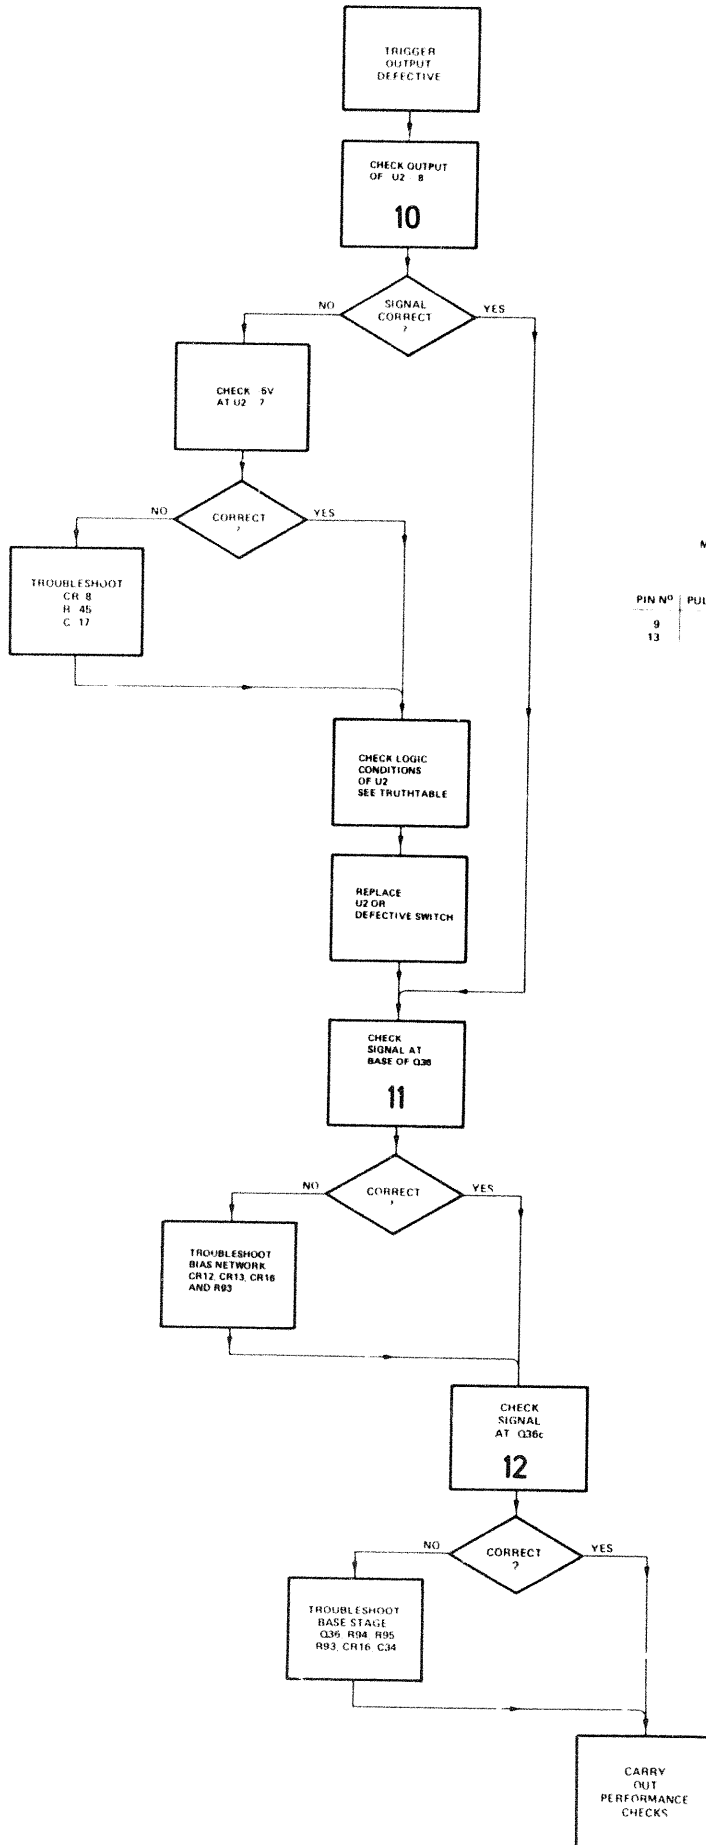 TRIGGER
OUTPUT
DEFECTIVE
CHECK OUTPUT
OF U2 - 8
10
SIGNAL
CORRECT
?
NO
YES
CHECK 5V
AT U2 7
CORRECT
?
NO
YES
TROUBLESHOOT
CR 8
R 45
C 17
M
PIN Nº PUL
9
13
CHECK LOGIC
CONDITIONS
OF U2
SEE TRUTHTABLE
REPLACE
U2 OR
DEFECTIVE SWITCH
CHECK
SIGNAL AT
BASE OF Q36
11
CORRECT
?
NO
YES
TROUBLESHOOT
BIAS NETWORK
CR12, CR13, CR16
AND R93
CHECK
SIGNAL
AT Q36c
12
CORRECT
?
NO
YES
TROUBLESHOOT
BASE STAGE
Q36, R94, R95
R93, CR16, C34
CARRY
OUT
PERFORMANCE
CHECKS